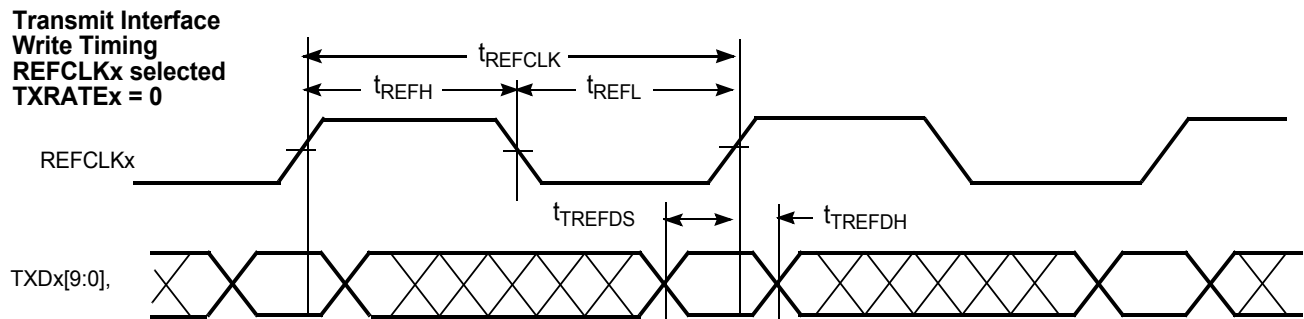 Transmit Interface
Write Timing
REFCLKx selected
TXRATEx = 0
tREFCLK
tREFH
tREFL
REFCLKx
tTREFDS
tTREFDH
TXDx[9:0],